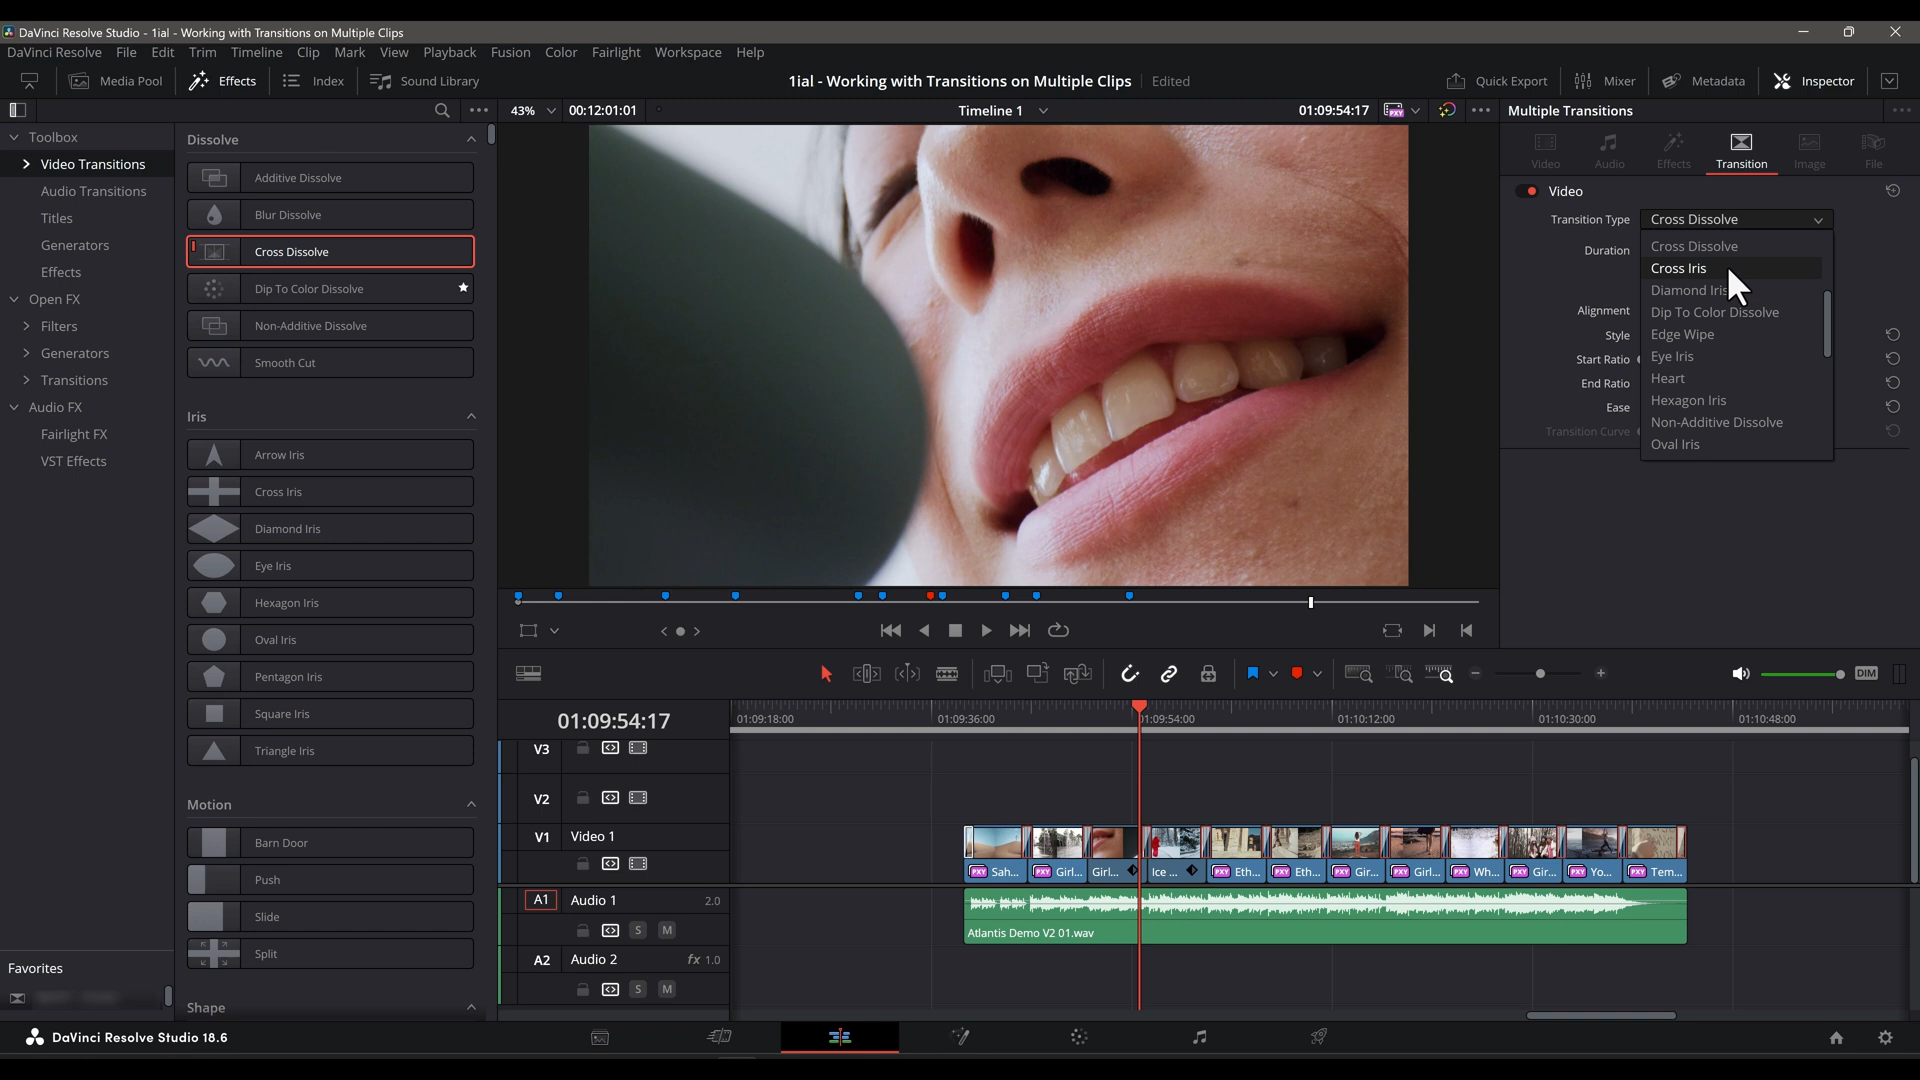 DaVinci Resolve Studio - 1ial - Working with Transitions on Multiple Clips
DaVinci Resolve File Edit Trim Timeline Clip Mark View Playback Fusion Color Fairlight Workspace Help
Media Pool Effects Index Sound Library
1ial - Working with Transitions on Multiple Clips Edited
Quick Export Mixer Metadata Inspector
43% 00:12:01:01 Timeline 1 01:09:54:17
Multiple Transitions
Toolbox
Video Transitions
Audio Transitions
Titles
Generators
Effects
Open FX
Filters
Generators
Transitions
Audio FX
Fairlight FX
VST Effects
Favorites
Dissolve
Additive Dissolve
Blur Dissolve
Cross Dissolve
Dip To Color Dissolve
Non-Additive Dissolve
Smooth Cut
Iris
Arrow Iris
Cross Iris
Diamond Iris
Eye Iris
Hexagon Iris
Oval Iris
Pentagon Iris
Square Iris
Triangle Iris
Motion
Barn Door
Push
Slide
Split
Shape
Video Audio Effects Transition Image File
Video
Transition Type Cross Dissolve
Duration
Alignment
Style
Start Ratio
End Ratio
Ease
Transition Curve
Cross Dissolve
Cross Iris
Diamond Iris
Dip To Color Dissolve
Edge Wipe
Eye Iris
Heart
Hexagon Iris
Non-Additive Dissolve
Oval Iris
DIM
01:09:54:17
01:09:18:00 01:09:36:00 01:09:54:00 01:10:12:00 01:10:30:00 01:10:48:00
V3
V2
V1 Video 1
PXY Sah... PXY Girl... Girl... Ice ... PXY Eth... PXY Eth... PXY Gir... PXY Girl... PXY Wh... PXY Gir... PXY Yo... PXY Tem...
A1 Audio 1 2.0
S M
Atlantis Demo V2 01.wav
A2 Audio 2 fx 1.0
S M
DaVinci Resolve Studio 18.6